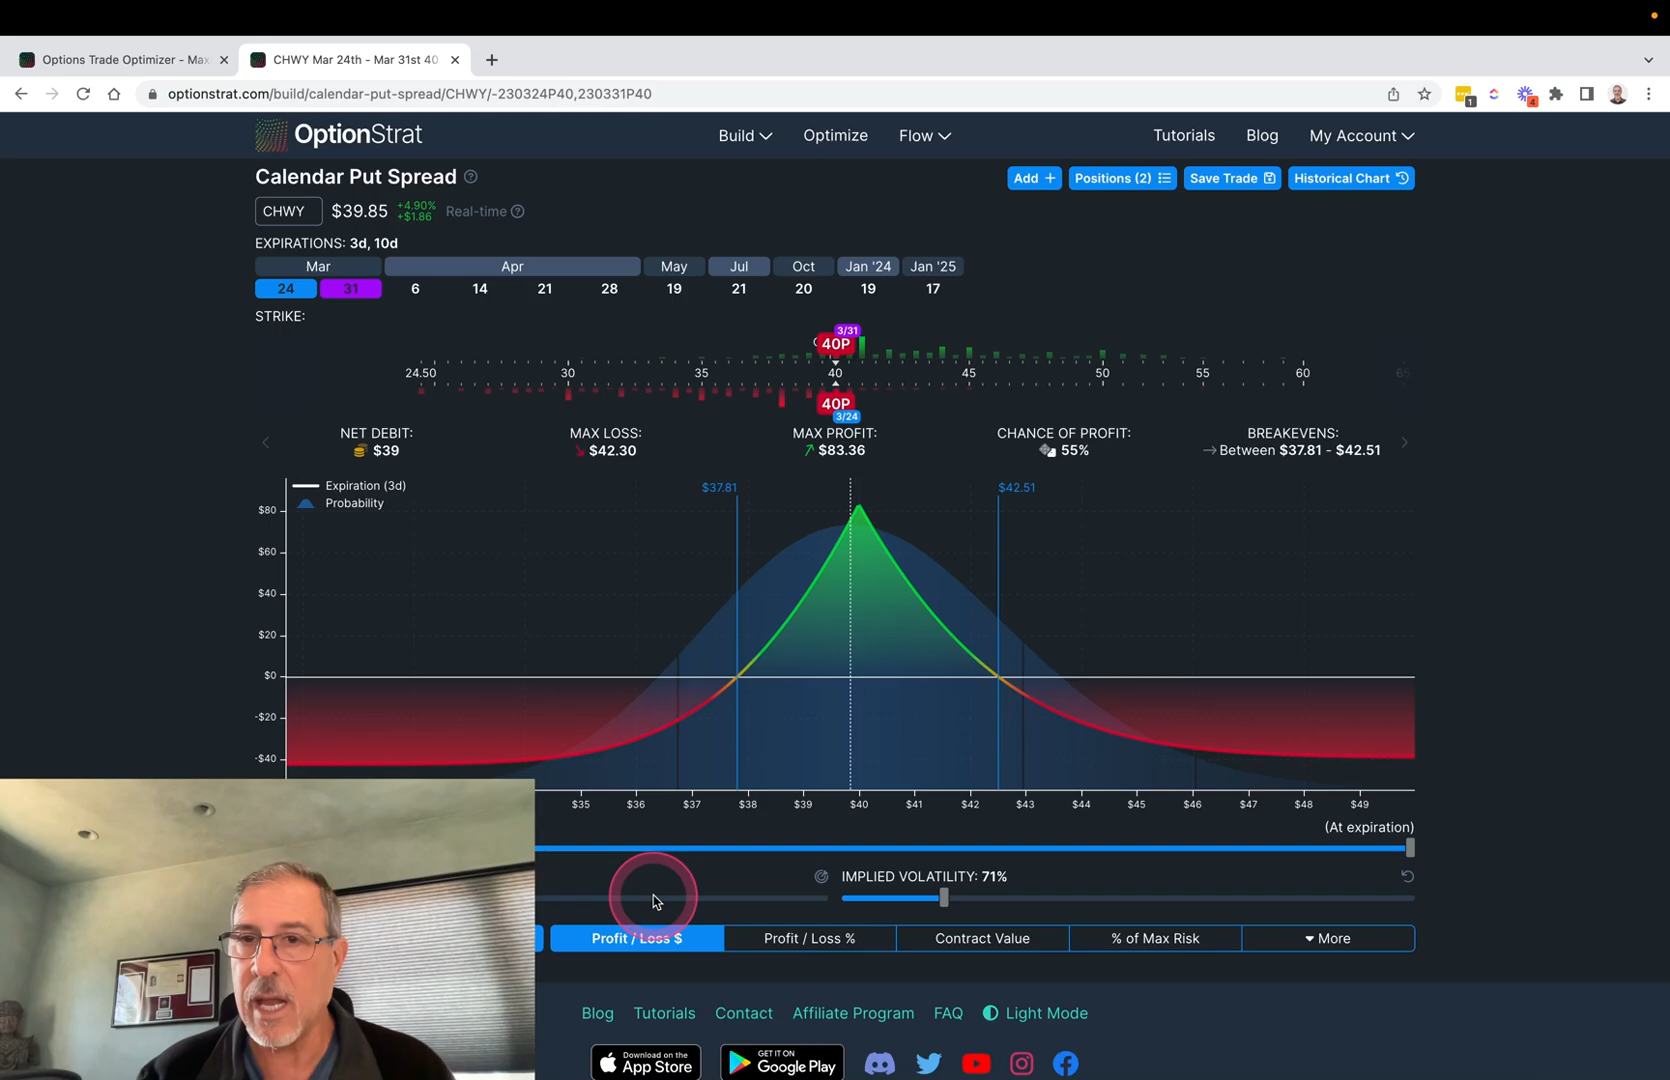 Options Trade Optimizer - Max
CHWY Mar 24th - Mar 31st 40
optionstrat.com/build/calendar-put-spread/CHWY/-230324P40,230331P40
1
4
OptionStrat
Build
Optimize
Flow
Tutorials
Blog
My Account
Calendar Put Spread ?
Add +
Positions (2)
Save Trade
Historical Chart
CHWY
$39.85
+4.90%
+$1.86
Real-time ?
EXPIRATIONS: 3d, 10d
Mar
Apr
May
Jul
Oct
Jan '24
Jan '25
24
31
6
14
21
28
19
21
20
19
17
STRIKE:
3/31
40P
24.50
30
35
40
45
50
55
60
65
40P
3/24
NET DEBIT:
$39
MAX LOSS:
$42.30
MAX PROFIT:
$83.36
CHANCE OF PROFIT:
55%
BREAKEVENS:
Between $37.81 - $42.51
Expiration (3d)
Probability
$37.81
$42.51
$80
$60
$40
$20
$0
-$20
-$40
$35
$36
$37
$38
$39
$40
$41
$42
$43
$44
$45
$46
$47
$48
$49
(At expiration)
IMPLIED VOLATILITY: 71%
Profit / Loss $
Profit / Loss %
Contract Value
% of Max Risk
More
Blog
Tutorials
Contact
Affiliate Program
FAQ
Light Mode
Download on the
App Store
GET IT ON
Google Play